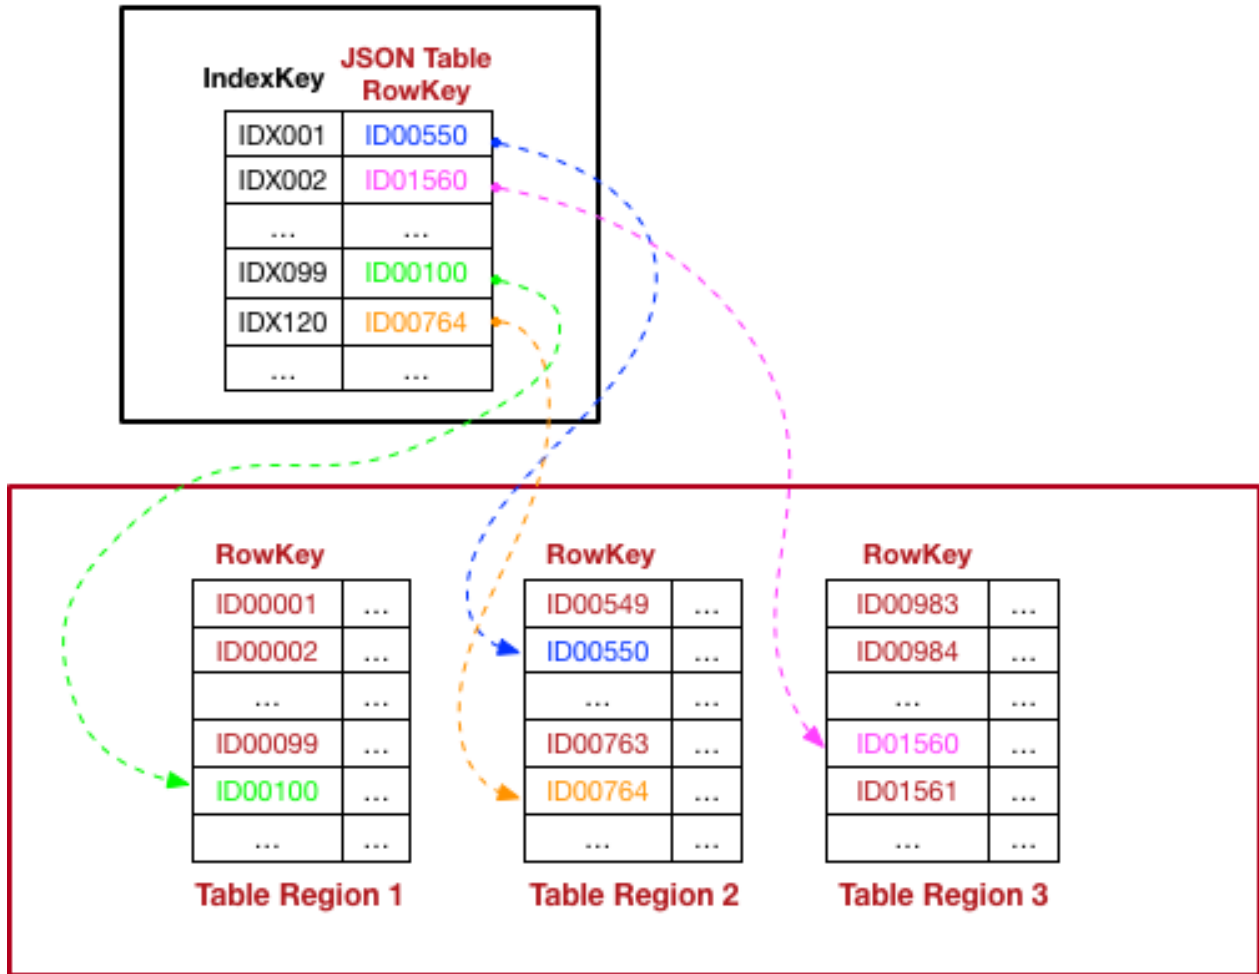 IndexKey JSON Table RowKey
IDX001 ID00550
IDX002 ID01560
... ...
IDX099 ID00100
IDX120 ID00764
... ...
RowKey RowKey RowKey
ID00001 ... ID00549 ... ID00983 ...
ID00002 ... ID00550 ... ID00984 ...
... ... ... ... ... ...
ID00099 ... ID00763 ... ID01560 ...
ID00100 ... ID00764 ... ID01561 ...
... ... ... ... ... ...
Table Region 1 Table Region 2 Table Region 3